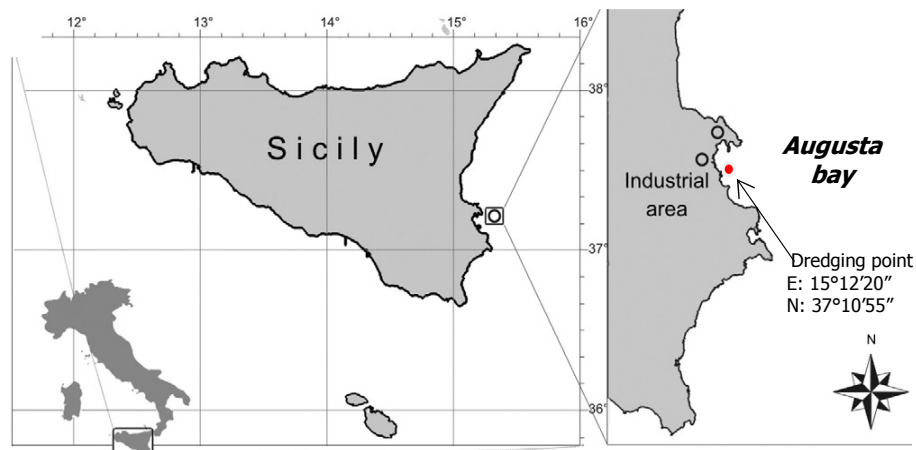 12°
13°
14°
15°
16°
38°
37°
36°
Sicily
Augusta
bay
Industrial
area
Dredging point
E: 15°12’20”
N: 37°10’55”
N